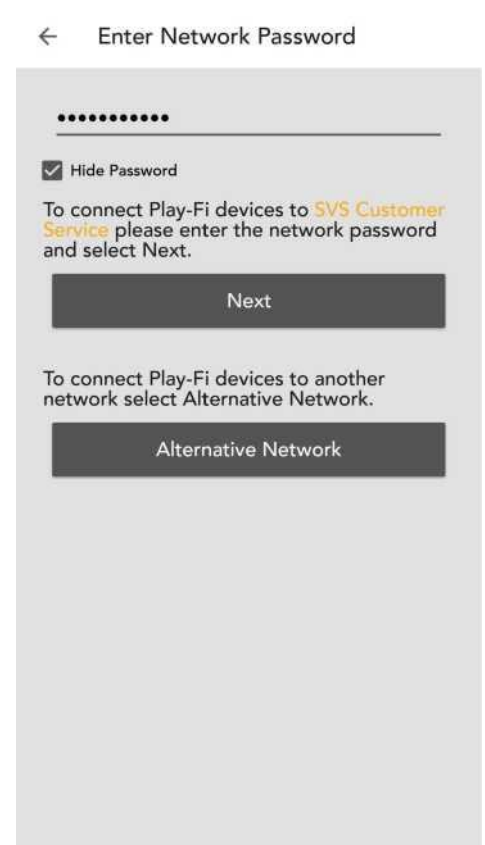 Enter Network Password
•••••••••••
Hide Password
To connect Play-Fi devices to SVS Customer
Service please enter the network password
and select Next.
Next
To connect Play-Fi devices to another
network select Alternative Network.
Alternative Network